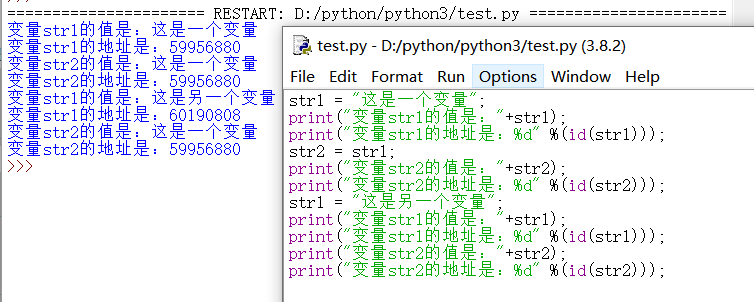 ===================== RESTART: D:/python/python3/test.py =====================
变量str1的值是：这是一个变量
变量str1的地址是：59956880
变量str2的值是：这是一个变量
变量str2的地址是：59956880
变量str1的值是：这是另一个变量
变量str1的地址是：60190808
变量str2的值是：这是一个变量
变量str2的地址是：59956880
>>>
test.py - D:/python/python3/test.py (3.8.2)
File Edit Format Run Options Window Help
str1 = "这是一个变量";
print("变量str1的值是："+str1);
print("变量str1的地址是：%d" %(id(str1)));
str2 = str1;
print("变量str2的值是："+str2);
print("变量str2的地址是：%d" %(id(str2)));
str1 = "这是另一个变量";
print("变量str1的值是："+str1);
print("变量str1的地址是：%d" %(id(str1)));
print("变量str2的值是："+str2);
print("变量str2的地址是：%d" %(id(str2)));